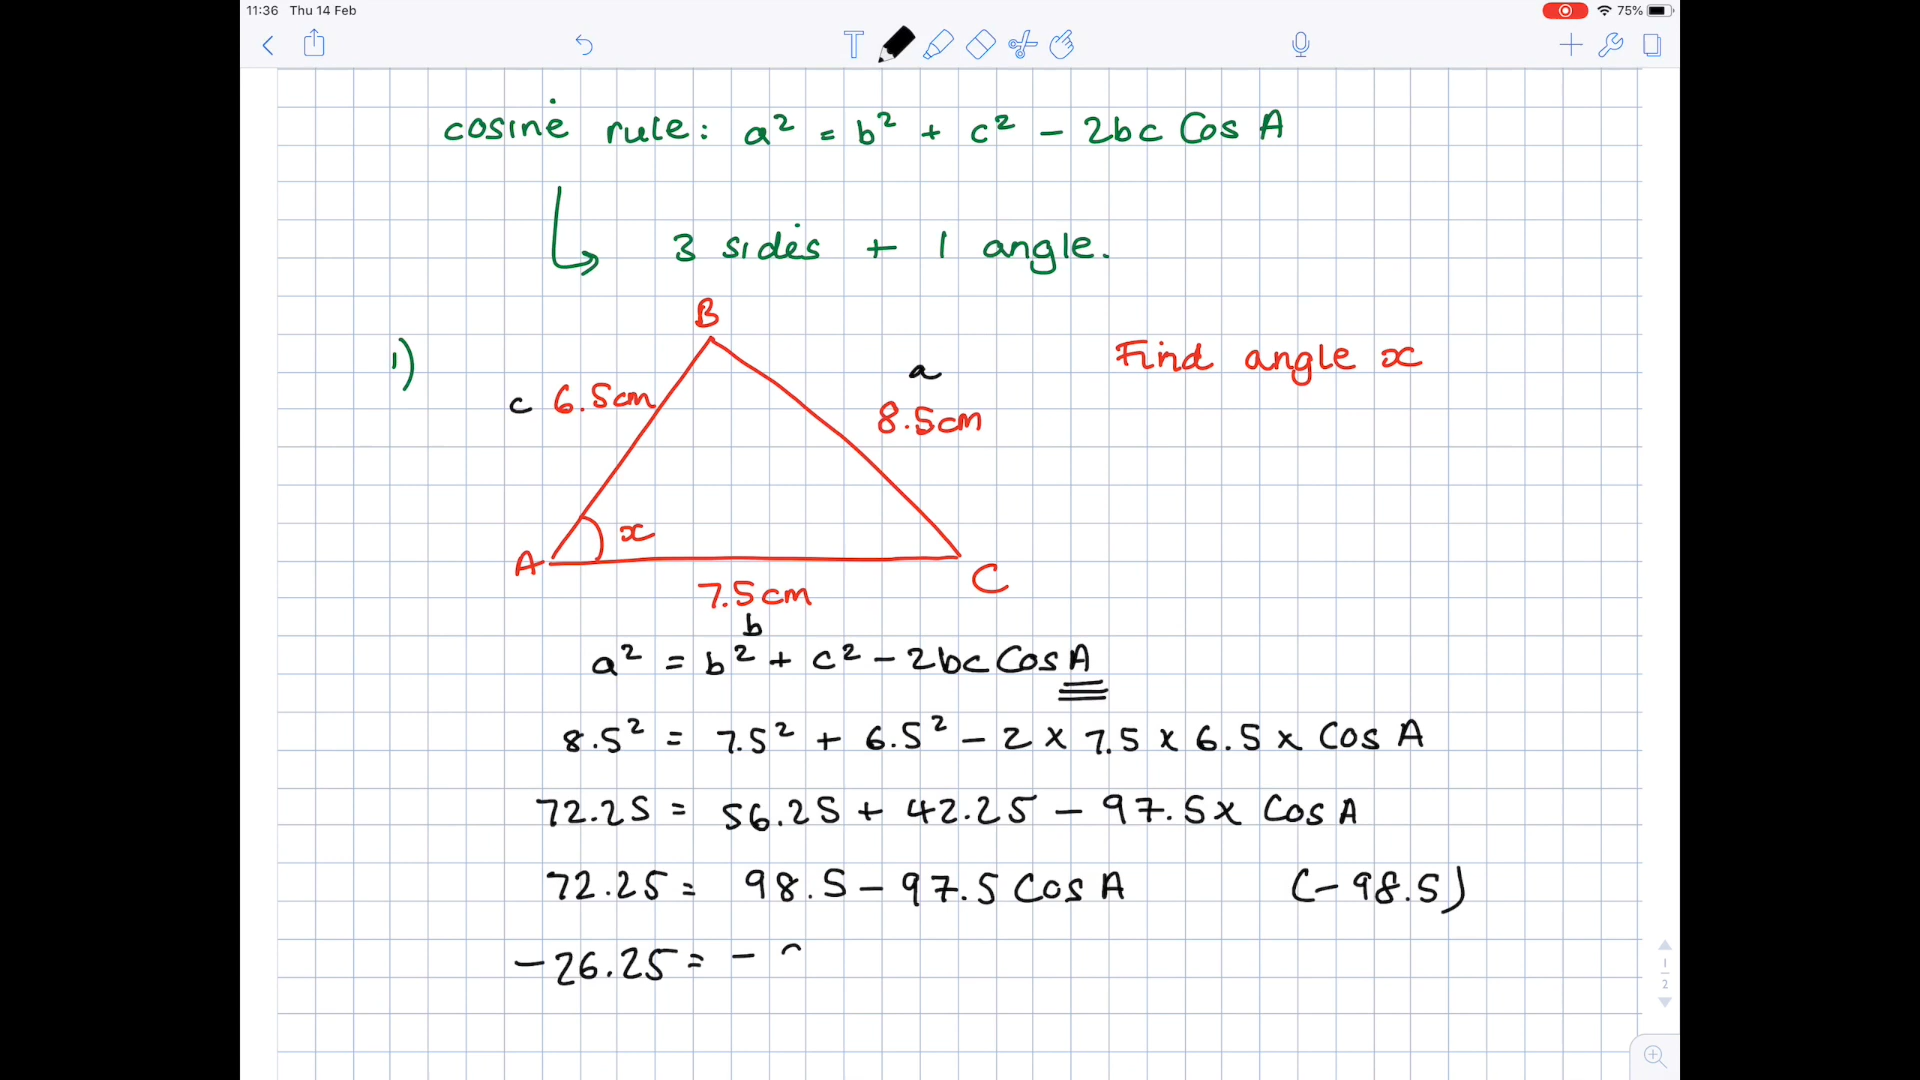 11:36 Thu 14 Feb
75%
T
cosine rule: a² = b² + c² - 2bc Cos A
3 sides + 1 angle.
B
1)
Find angle x
a
c 6.5cm
8.5cm
x
A
C
7.5cm
b
a² = b² + c² - 2bc Cos A
8.5² = 7.5² + 6.5² - 2 x 7.5 x 6.5 x Cos A
72.25 = 56.25 + 42.25 - 97.5 x Cos A
72.25 = 98.5 - 97.5 Cos A (-98.5)
-26.25 = -
1
2